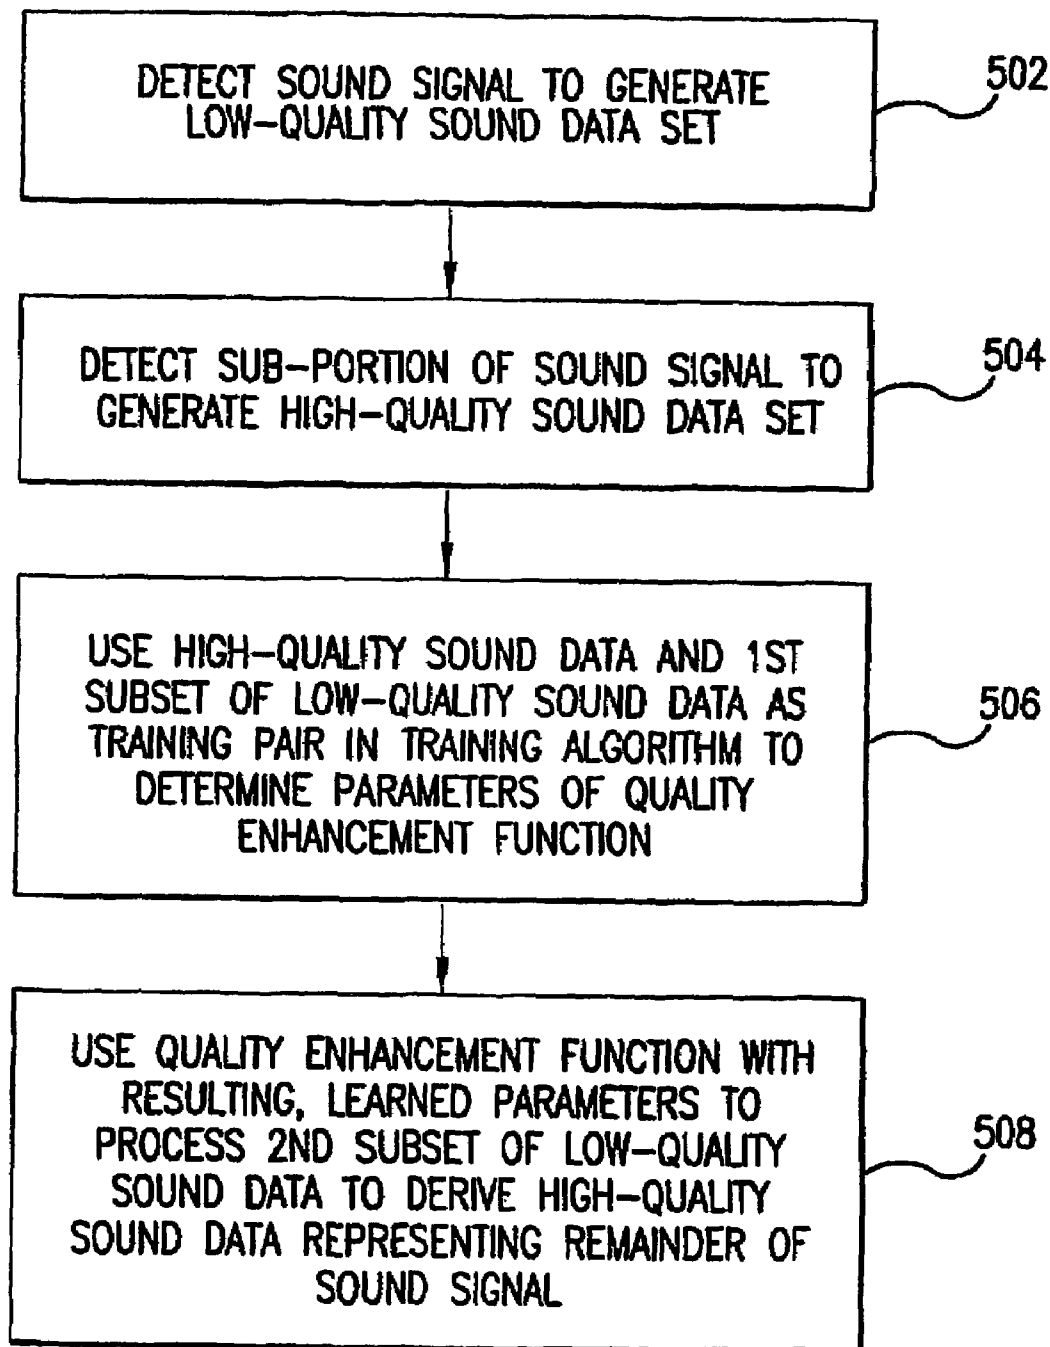 DETECT SOUND SIGNAL TO GENERATE
LOW-QUALITY SOUND DATA SET
502
DETECT SUB-PORTION OF SOUND SIGNAL TO
GENERATE HIGH-QUALITY SOUND DATA SET
504
USE HIGH-QUALITY SOUND DATA AND 1ST
SUBSET OF LOW-QUALITY SOUND DATA AS
TRAINING PAIR IN TRAINING ALGORITHM TO
DETERMINE PARAMETERS OF QUALITY
ENHANCEMENT FUNCTION
506
USE QUALITY ENHANCEMENT FUNCTION WITH
RESULTING, LEARNED PARAMETERS TO
PROCESS 2ND SUBSET OF LOW-QUALITY
SOUND DATA TO DERIVE HIGH-QUALITY
SOUND DATA REPRESENTING REMAINDER OF
SOUND SIGNAL
508